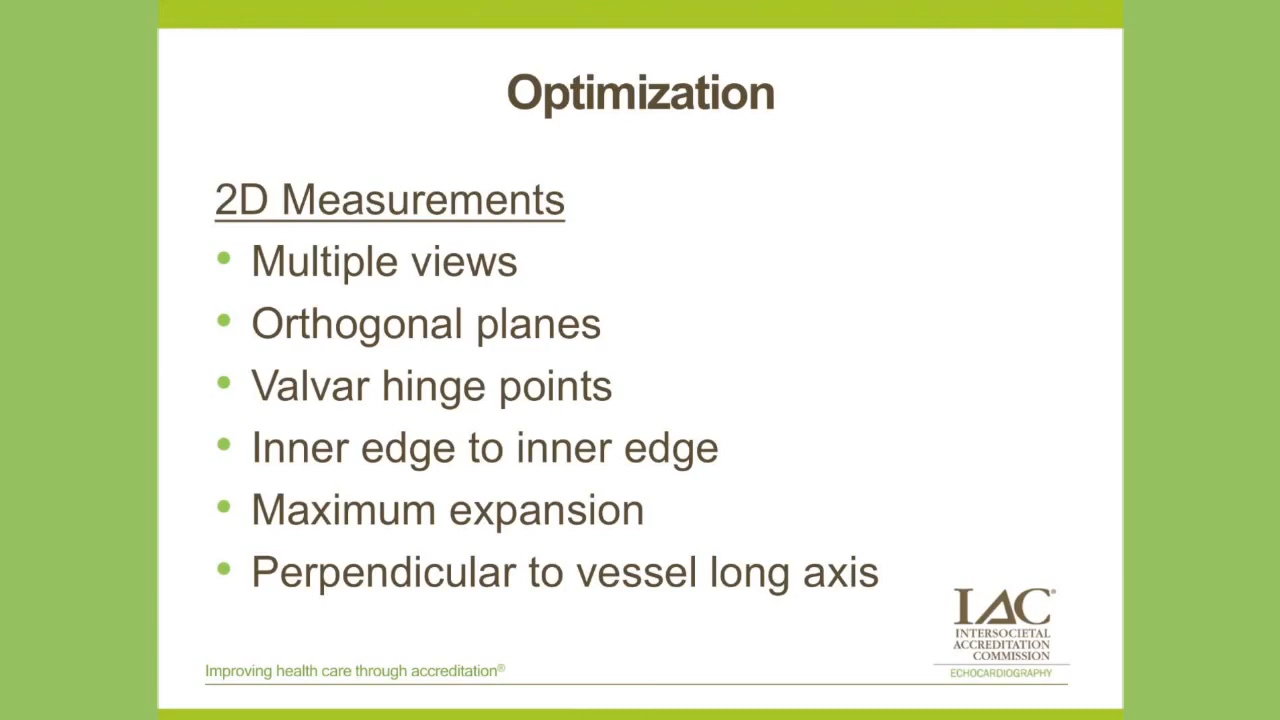 Optimization
2D Measurements
• Multiple views
• Orthogonal planes
• Valvar hinge points
• Inner edge to inner edge
• Maximum expansion
• Perpendicular to vessel long axis
IAC®
INTERSOCIETAL
ACCREDITATION
COMMISSION
ECHOCARDIOGRAPHY
Improving health care through accreditation®